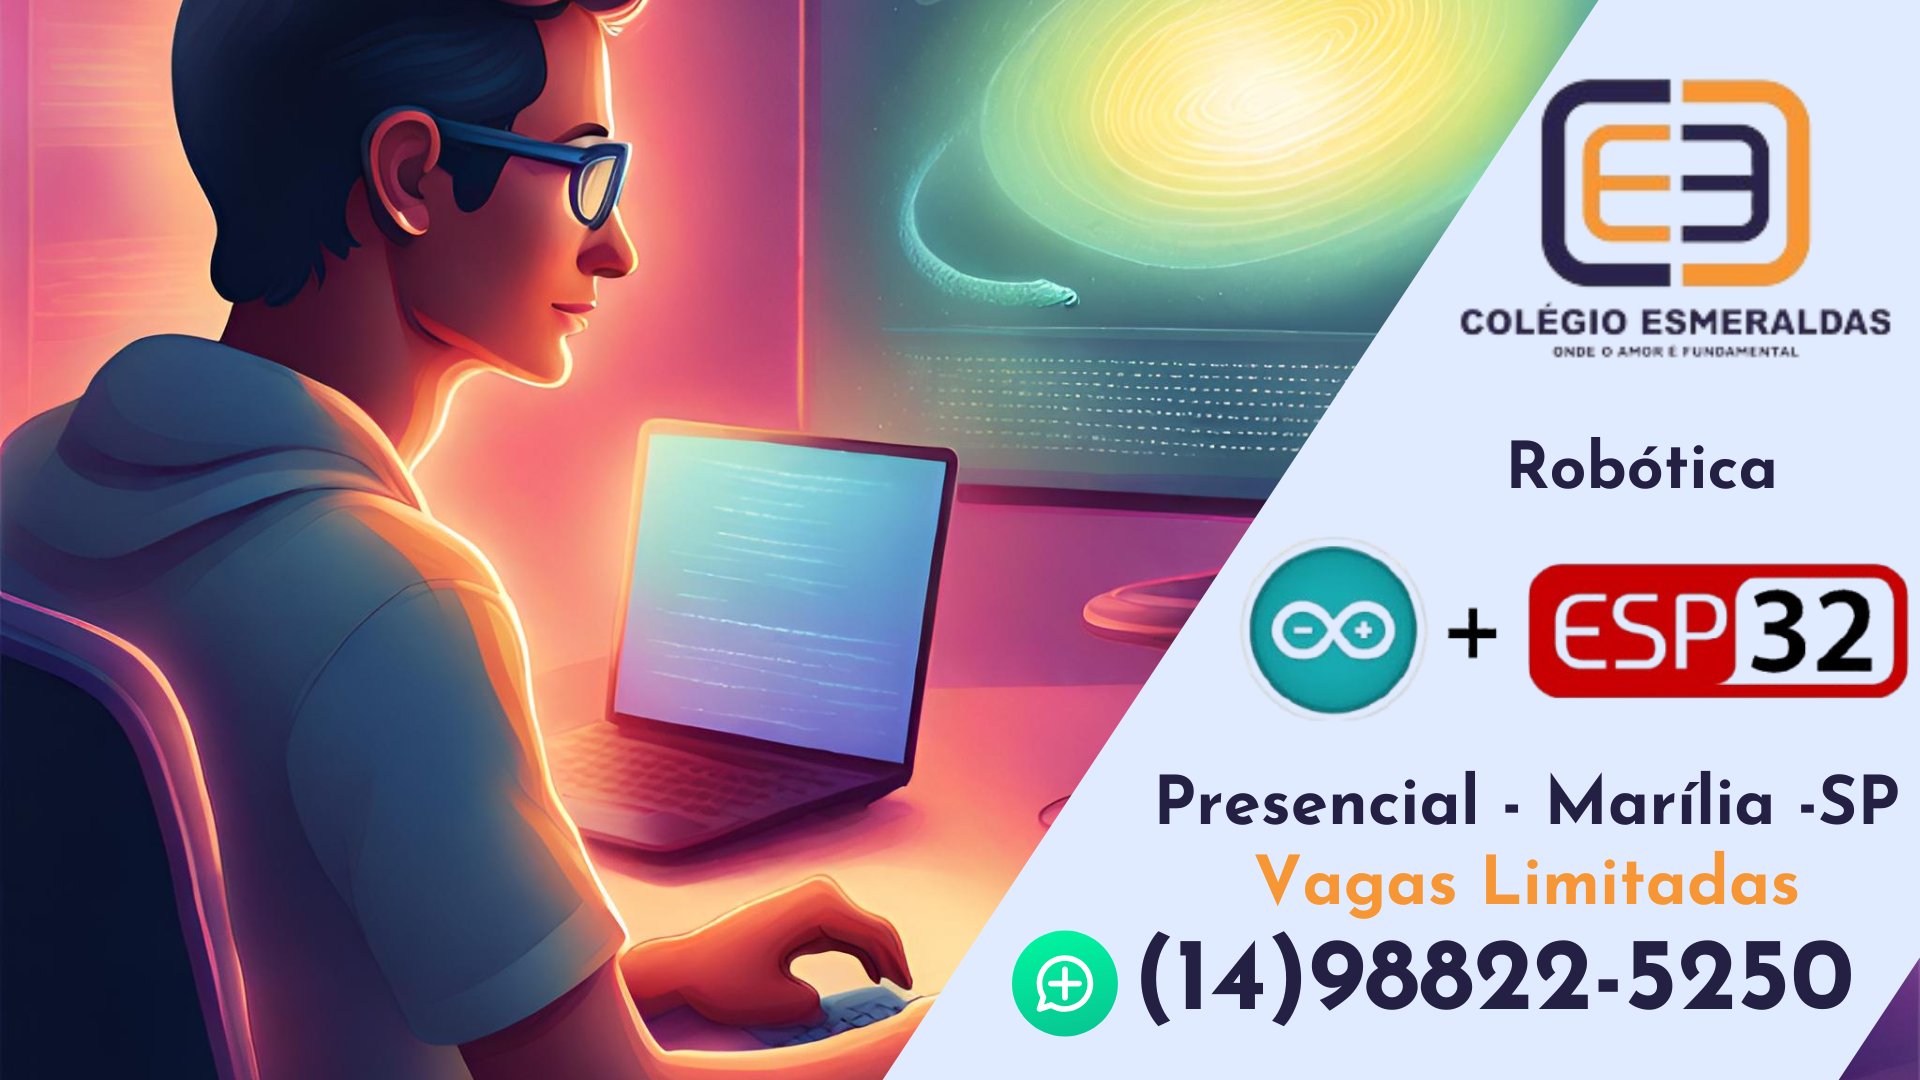 COLÉGIO ESMERALDAS
ONDE O AMOR É FUNDAMENTAL
Robótica
+ ESP32
Presencial - Marília -SP
Vagas Limitadas
(14)98822-5250